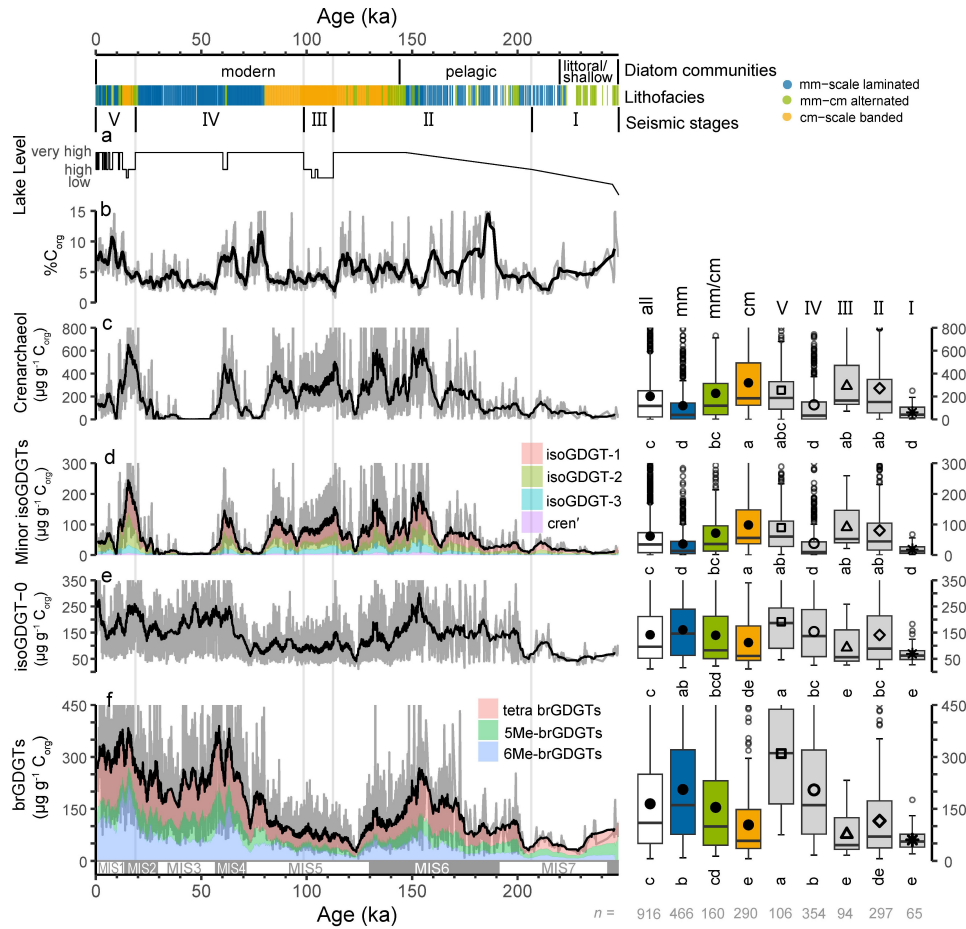 Age (ka)
0 50 100 150 200
modern pelagic littoral/ shallow Diatom communities
Lithofacies
V IV III II I Seismic stages
mm-scale laminated
mm-cm alternated
cm-scale banded
a
Lake Level
very high
high
low
b
%Corg
15
10
5
0
all mm mm/cm cm V IV III II I
c
Crenarchaeol
(µg g⁻¹ Corg)
800
600
400
200
0
800
600
400
200
0
c d bc a abc d ab ab d
d
Minor isoGDGTs
(µg g⁻¹ Corg)
300
200
100
0
isoGDGT-1
isoGDGT-2
isoGDGT-3
cren′
300
200
100
0
c d bc a ab d ab ab d
e
isoGDGT−0
(µg g⁻¹ Corg)
350
250
150
50
350
250
150
50
c ab bcd de a bc e bc e
f
brGDGTs
(µg g⁻¹ Corg)
450
300
150
0
tetra brGDGTs
5Me-brGDGTs
6Me-brGDGTs
450
300
150
0
MIS1 MIS2 MIS3 MIS4 MIS5 MIS6 MIS7
c b cd e a b e de e
0 50 100 150 200
Age (ka)
n = 916 466 160 290 106 354 94 297 65